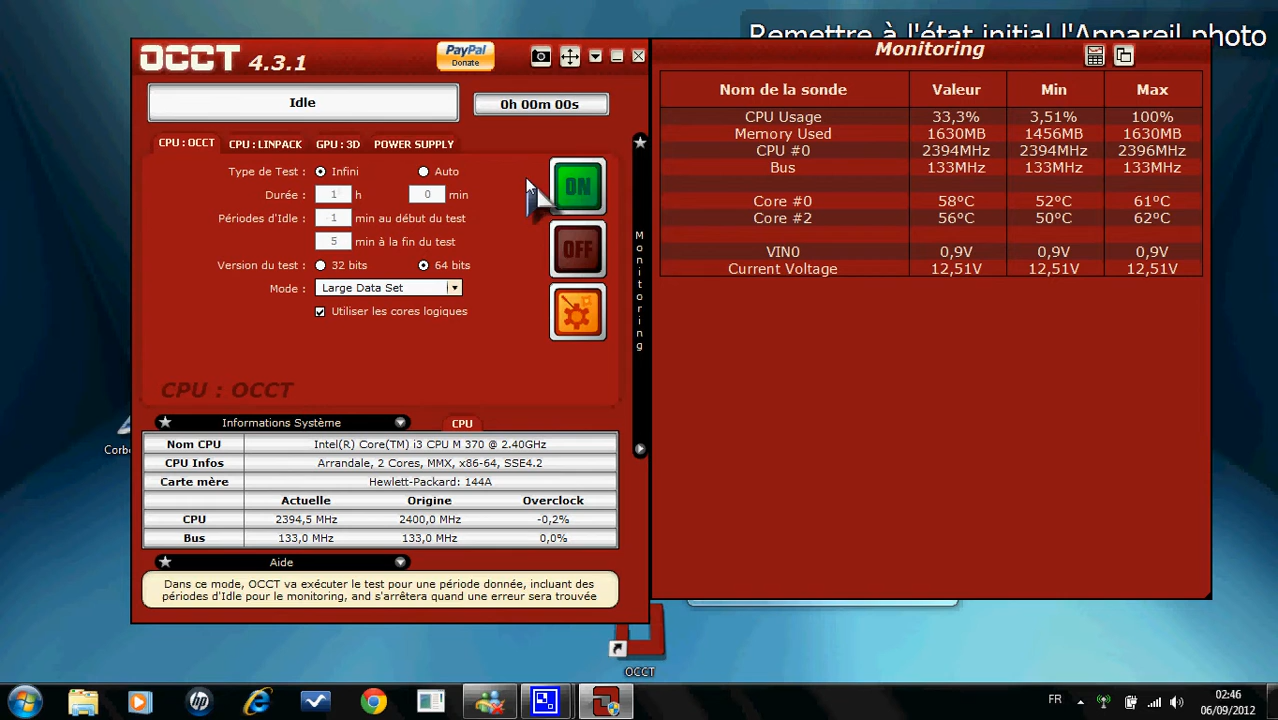 Remettre à l'état initial l'Appareil photo
OCCT 4.3.1
PayPal
Donate
Idle
0h 00m 00s
CPU : OCCT
CPU : LINPACK
GPU : 3D
POWER SUPPLY
Type de Test :
Infini
Auto
ON
Durée :
1
h
0
min
Périodes d'Idle :
1
min au début du test
5
min à la fin du test
OFF
Version du test :
32 bits
64 bits
Mode :
Large Data Set
Utiliser les cores logiques
CPU : OCCT
Monitoring
Informations Système
CPU
Nom CPU Intel(R) Core(TM) i3 CPU M 370 @ 2.40GHz
CPU Infos Arrandale, 2 Cores, MMX, x86-64, SSE4.2
Carte mère Hewlett-Packard: 144A
Actuelle Origine Overclock
CPU 2394,5 MHz 2400,0 MHz -0,2%
Bus 133,0 MHz 133,0 MHz 0,0%
Aide
Dans ce mode, OCCT va exécuter le test pour une période donnée, incluant des
périodes d'Idle pour le monitoring, and s'arrêtera quand une erreur sera trouvée
Monitoring
Nom de la sonde Valeur Min Max
CPU Usage 33,3% 3,51% 100%
Memory Used 1630MB 1456MB 1630MB
CPU #0 2394MHz 2394MHz 2396MHz
Bus 133MHz 133MHz 133MHz
Core #0 58°C 52°C 61°C
Core #2 56°C 50°C 62°C
VIN0 0,9V 0,9V 0,9V
Current Voltage 12,51V 12,51V 12,51V
Corbe
OCCT
hp
FR
02:46
06/09/2012